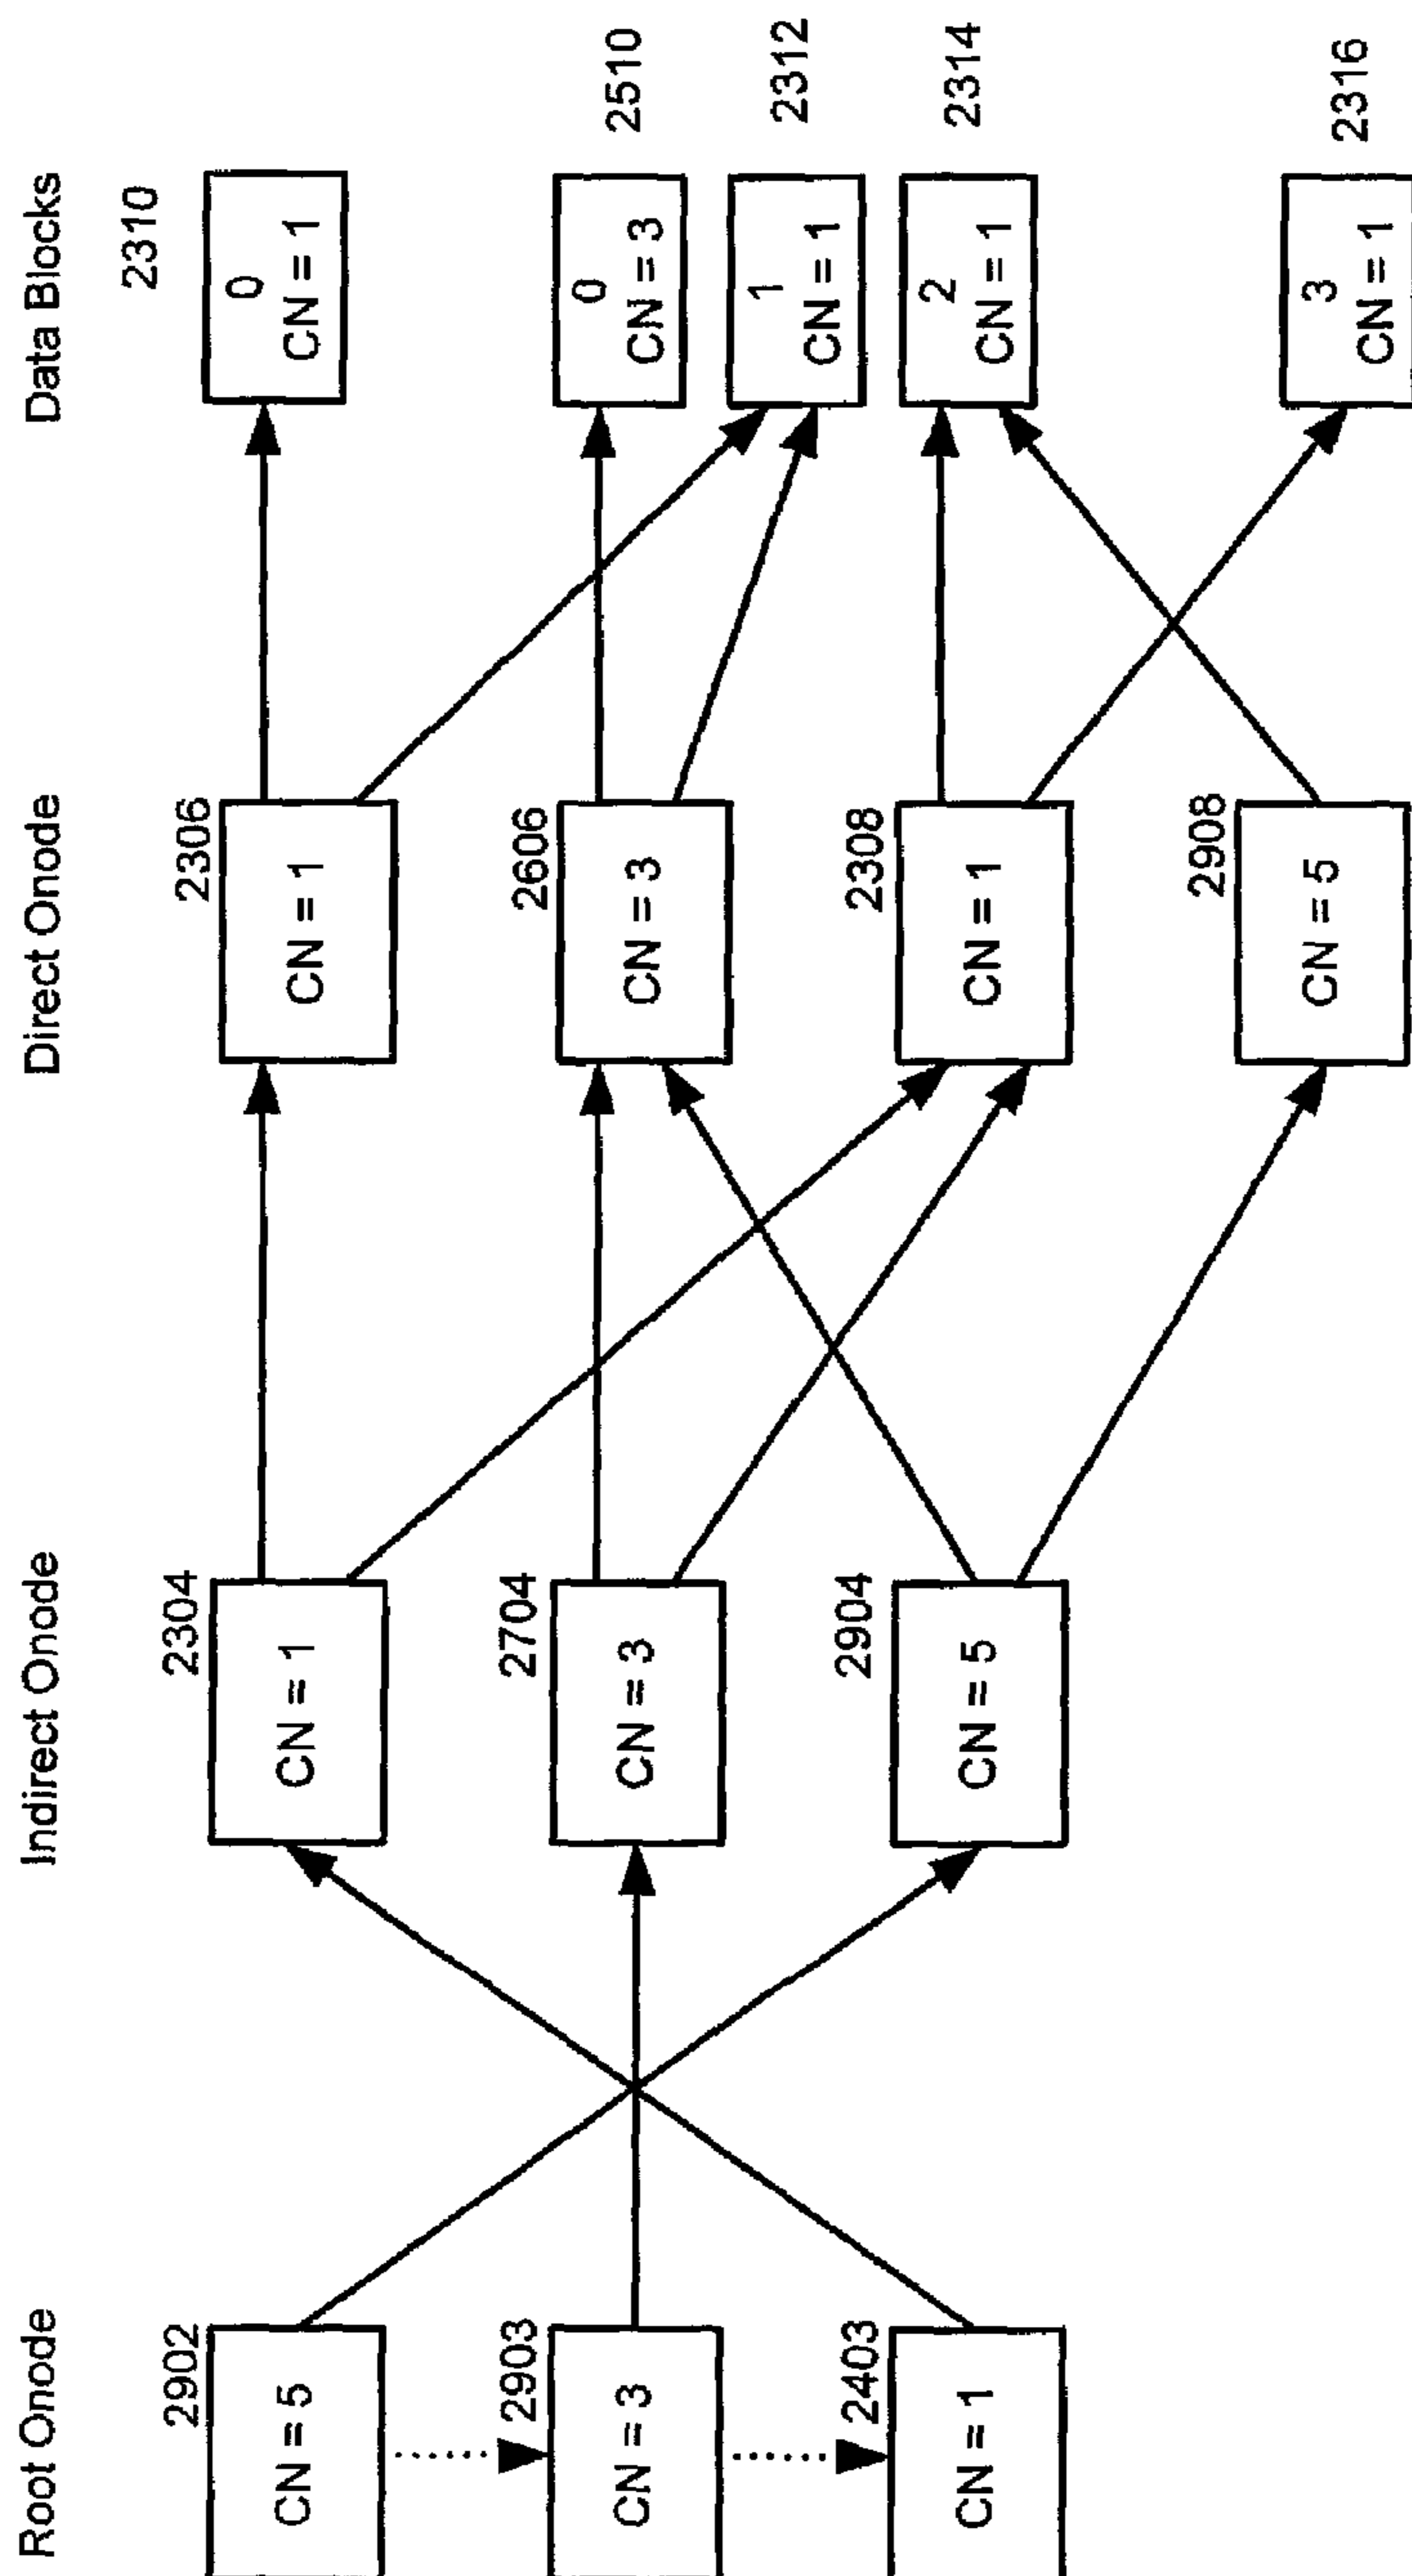 Root Onode
Indirect Onode
Direct Onode
Data Blocks
2902
CN = 5
2903
CN = 3
2403
CN = 1
2304
CN = 1
2704
CN = 3
2904
CN = 5
2306
CN = 1
2606
CN = 3
2308
CN = 1
2908
CN = 5
2310
0
CN = 1
0
CN = 3
2510
1
CN = 1
2312
2
CN = 1
2314
3
CN = 1
2316